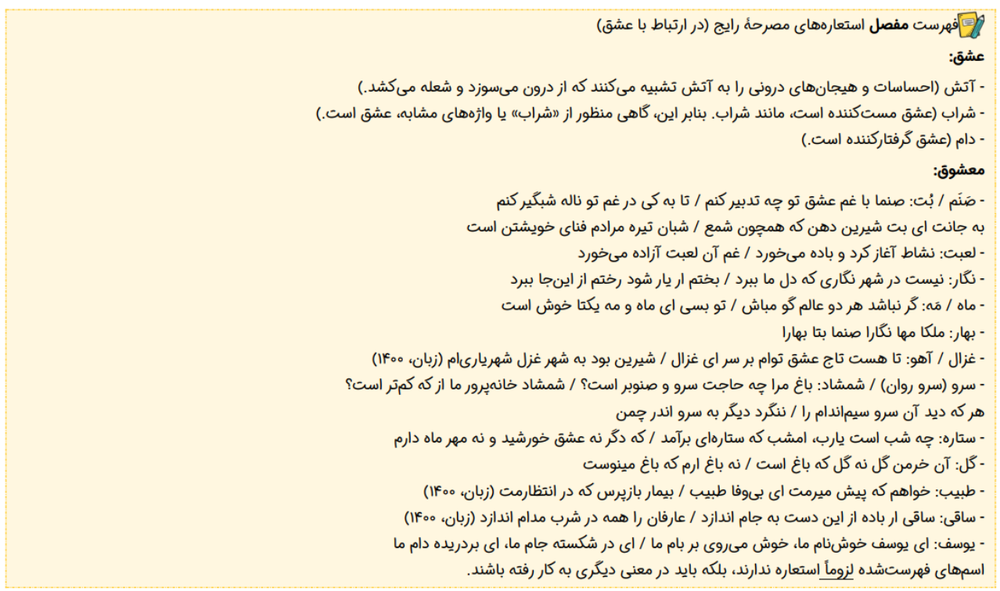 فهرست مفصل استعاره‌های مصرحهٔ رایج (در ارتباط با عشق)
عشق:
- آتش (احساسات و هیجان‌های درونی را به آتش تشبیه می‌کنند که از درون می‌سوزد و شعله می‌کشد.)
- شراب (عشق مست‌کننده است، مانند شراب. بنابر این، گاهی منظور از «شراب» یا واژه‌های مشابه، عشق است.)
- دام (عشق گرفتارکننده است.)
معشوق:
- صَنَم / بُت: صنما با غم عشق تو چه تدبیر کنم / تا به کی در غم تو ناله شبگیر کنم
به جانت ای بت شیرین دهن که همچون شمع / شبان تیره مرادم فنای خویشتن است
- لعبت: نشاط آغاز کرد و باده می‌خورد / غم آن لعبت آزاده می‌خورد
- نگار: نیست در شهر نگاری که دل ما ببرد / بختم ار یار شود رختم از این‌جا ببرد
- ماه / مَه: گر نباشد هر دو عالم گو مباش / تو بسی ای ماه و مه یکتا خوش است
- بهار: ملکا مها نگارا صنما بتا بهارا
- غزال / آهو: تا هست تاج عشق توام بر سر ای غزال / شیرین بود به شهر غزل شهریاری‌ام (زبان، ۱۴۰۰)
- سرو (سرو روان) / شمشاد: باغ مرا چه حاجت سرو و صنوبر است؟ / شمشاد خانه‌پرور ما از که کم‌تر است؟
هر که دید آن سرو سیم‌اندام را / ننگرد دیگر به سرو اندر چمن
- ستاره: چه شب است یارب، امشب که ستاره‌ای برآمد / که دگر نه عشق خورشید و نه مهر ماه دارم
- گل: آن خرمن گل نه گل که باغ است / نه باغ ارم که باغ مینوست
- طبیب: خواهم که پیش میرمت ای بی‌وفا طبیب / بیمار بازپرس که در انتظارمت (زبان، ۱۴۰۰)
- ساقی: ساقی ار باده از این دست به جام اندازد / عارفان را همه در شرب مدام اندازد (زبان، ۱۴۰۰)
- یوسف: ای یوسف خوش‌نام ما، خوش می‌روی بر بام ما / ای در شکسته جام ما، ای بردریده دام ما
اسم‌های فهرست‌شده لزوماً استعاره ندارند، بلکه باید در معنی دیگری به کار رفته باشند.